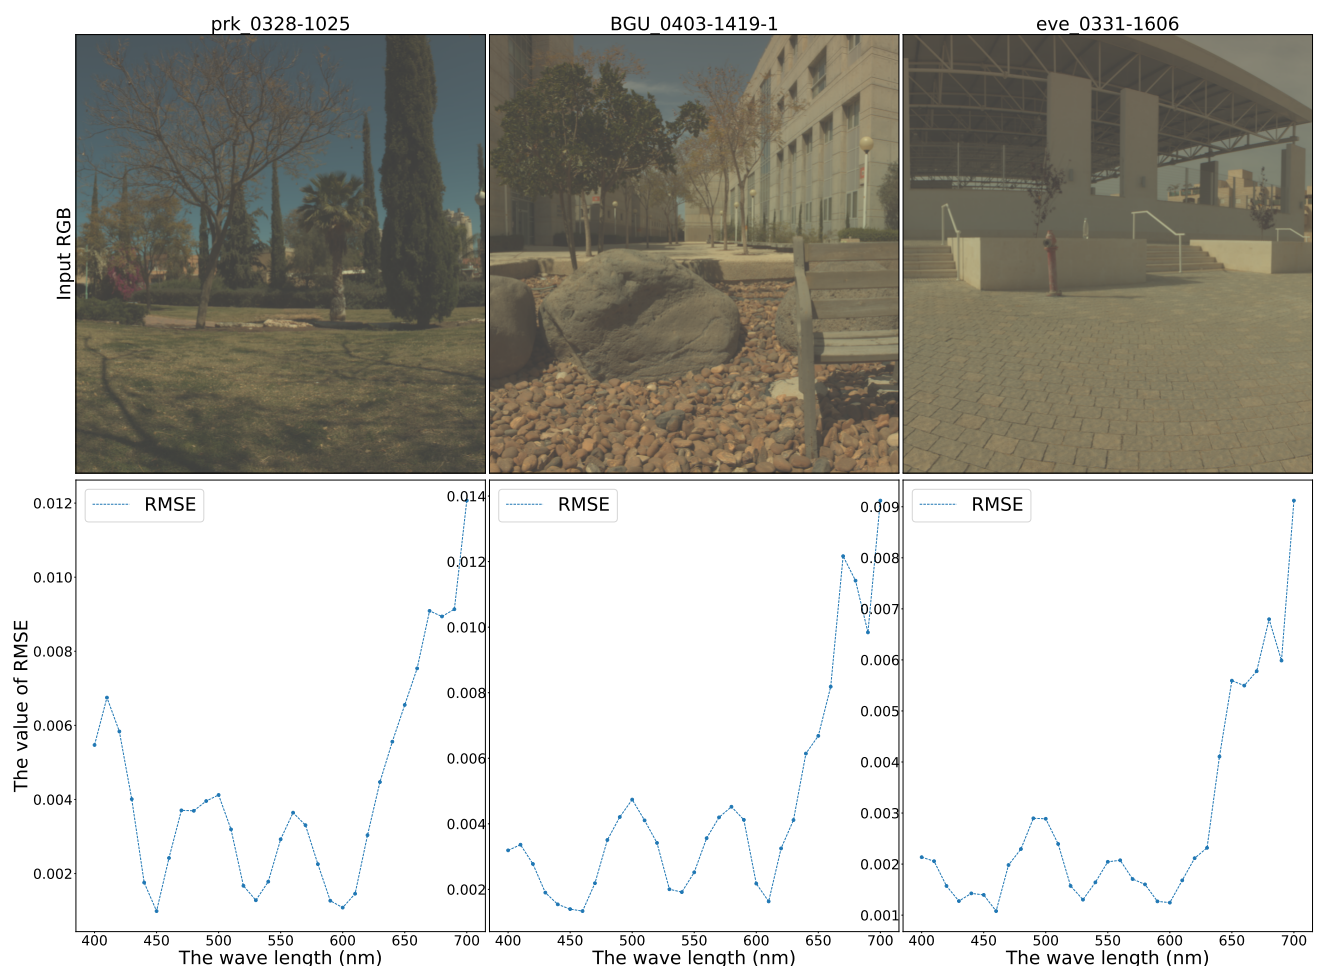 prk_0328-1025
BGU_0403-1419-1
eve_0331-1606
Input RGB
The value of RMSE
RMSE
0.012
0.010
0.008
0.006
0.004
0.002
400 450 500 550 600 650 700
The wave length (nm)
RMSE
0.014
0.012
0.010
0.008
0.006
0.004
0.002
400 450 500 550 600 650 700
The wave length (nm)
RMSE
0.009
0.008
0.007
0.006
0.005
0.004
0.003
0.002
0.001
400 450 500 550 600 650 700
The wave length (nm)